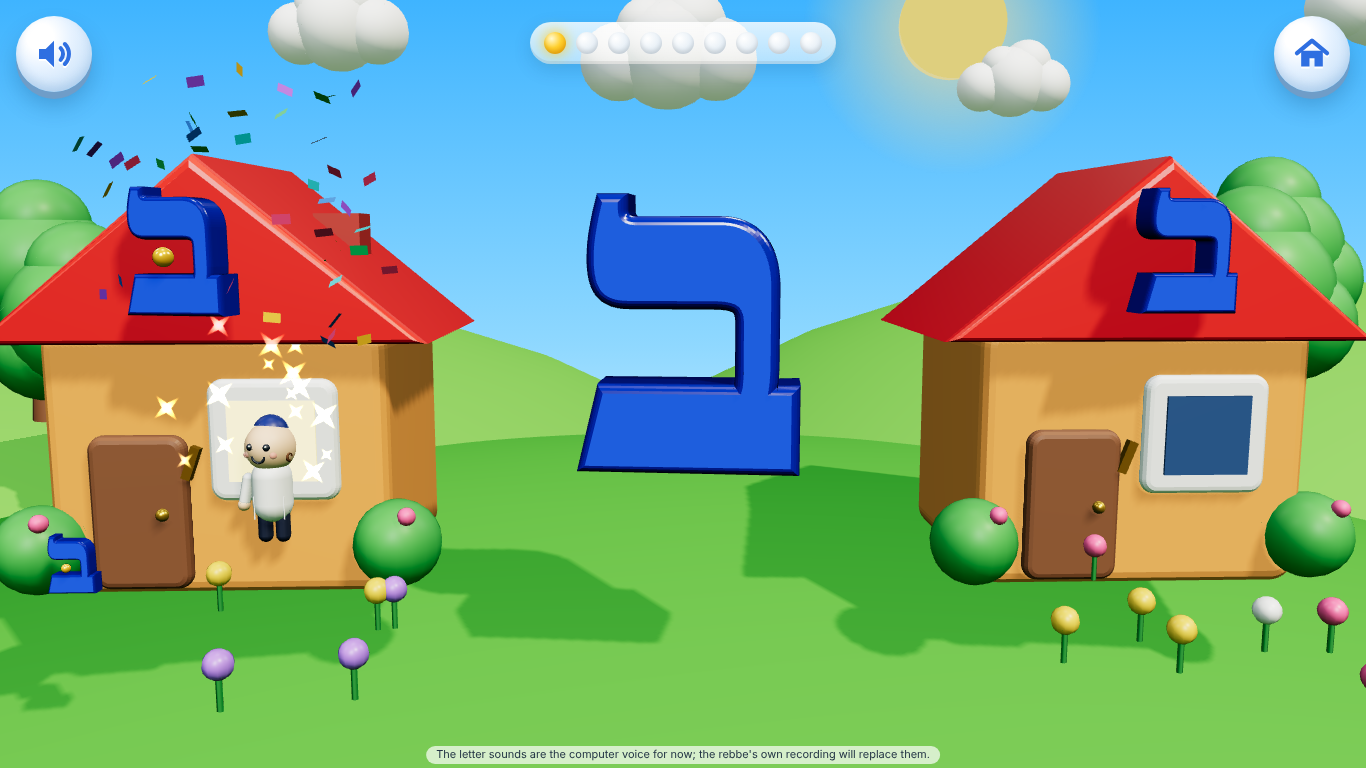 בּ
ב
ב
בּ
The letter sounds are the computer voice for now; the rebbe's own recording will replace them.